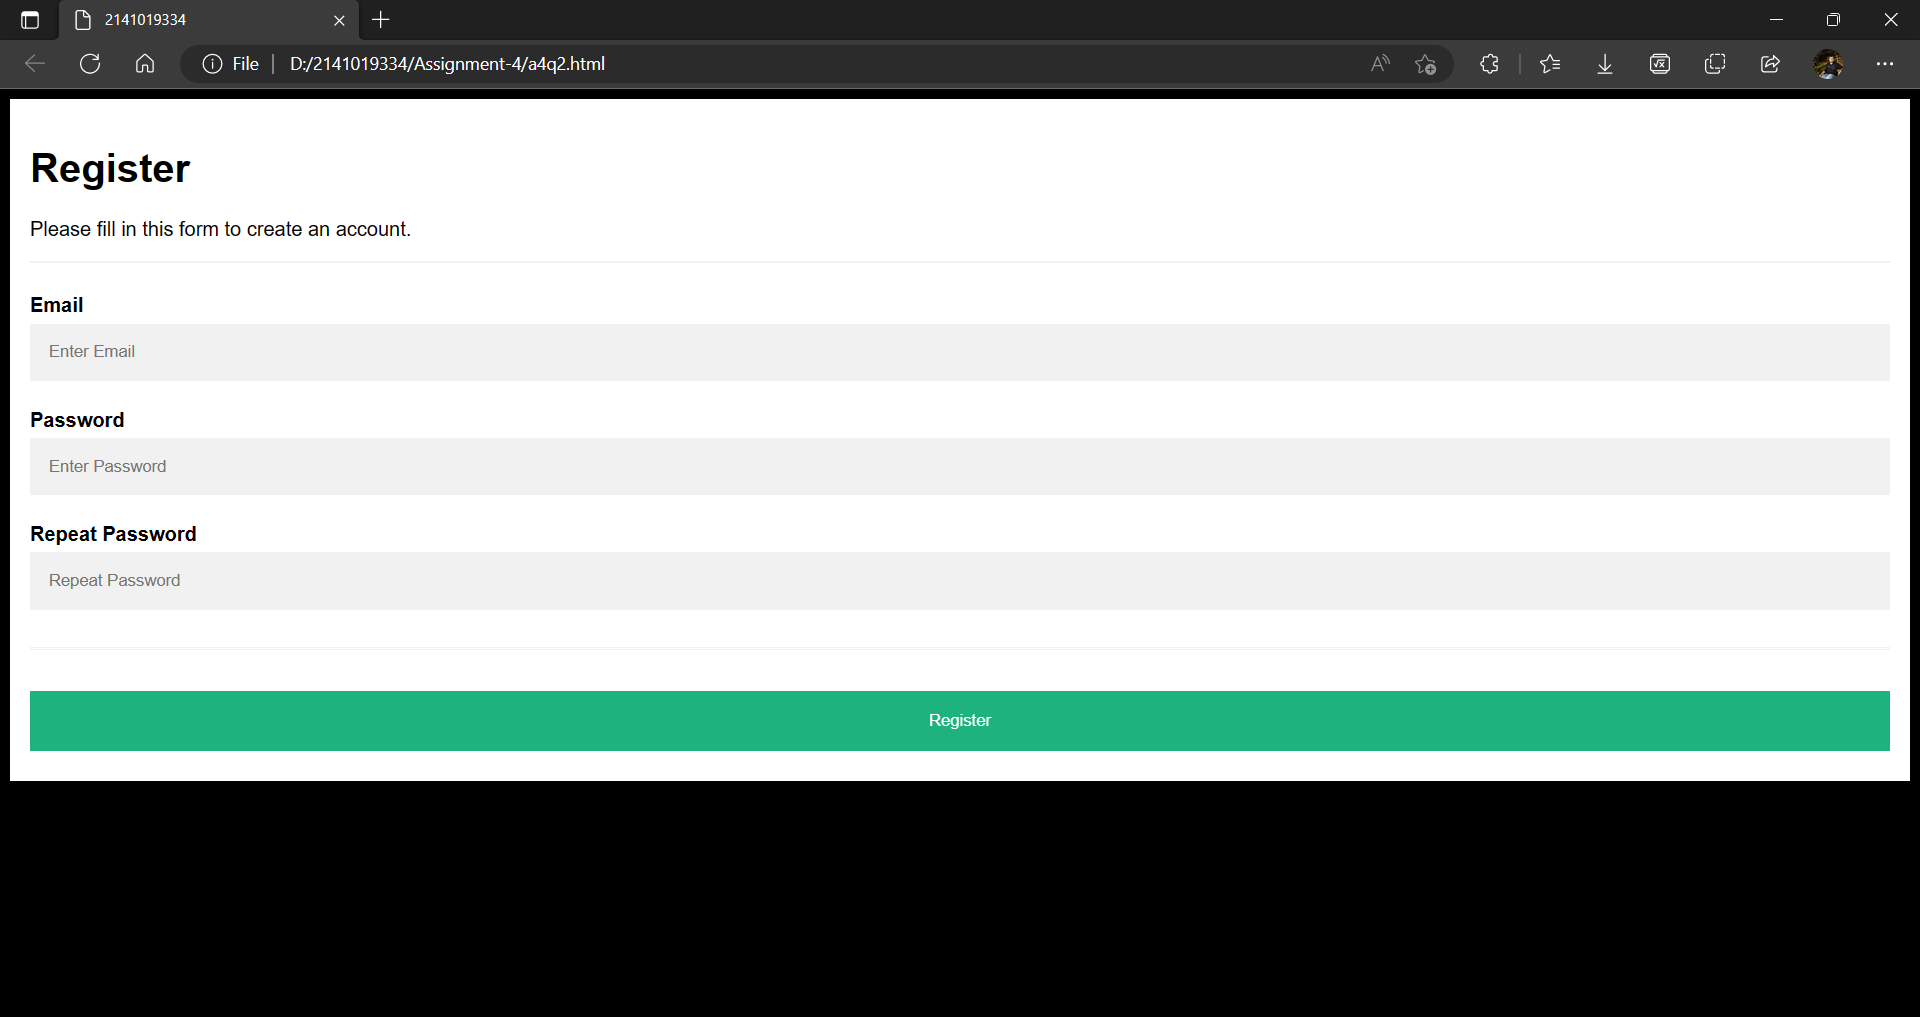 2141019334
File D:/2141019334/Assignment-4/a4q2.html
Register
Please fill in this form to create an account.
Email
Enter Email
Password
Enter Password
Repeat Password
Repeat Password
Register